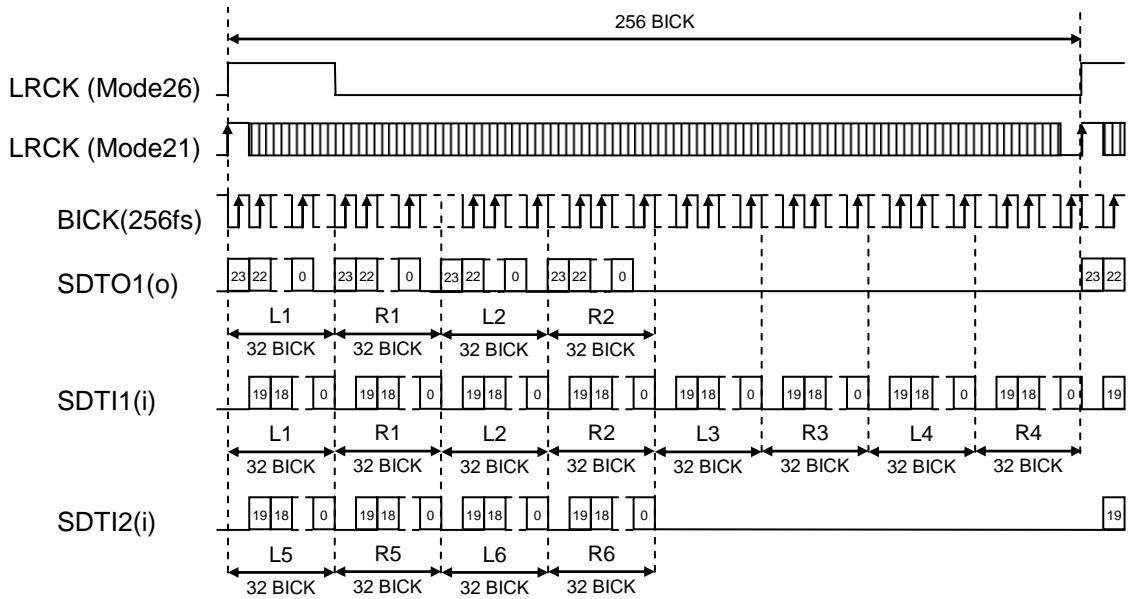 256 BICK
LRCK (Mode26)
LRCK (Mode21)
BICK(256fs)
SDTO1(o)
23 22 0 23 22 0 23 22 0 23 22 0 23 22
L1 R1 L2 R2
32 BICK 32 BICK 32 BICK 32 BICK
SDTI1(i)
19 18 0 19 18 0 19 18 0 19 18 0 19 18 0 19 18 0 19 18 0 19 18 0 19
L1 R1 L2 R2 L3 R3 L4 R4
32 BICK 32 BICK 32 BICK 32 BICK 32 BICK 32 BICK 32 BICK 32 BICK
SDTI2(i)
19 18 0 19 18 0 19 18 0 19 18 0 19
L5 R5 L6 R6
32 BICK 32 BICK 32 BICK 32 BICK